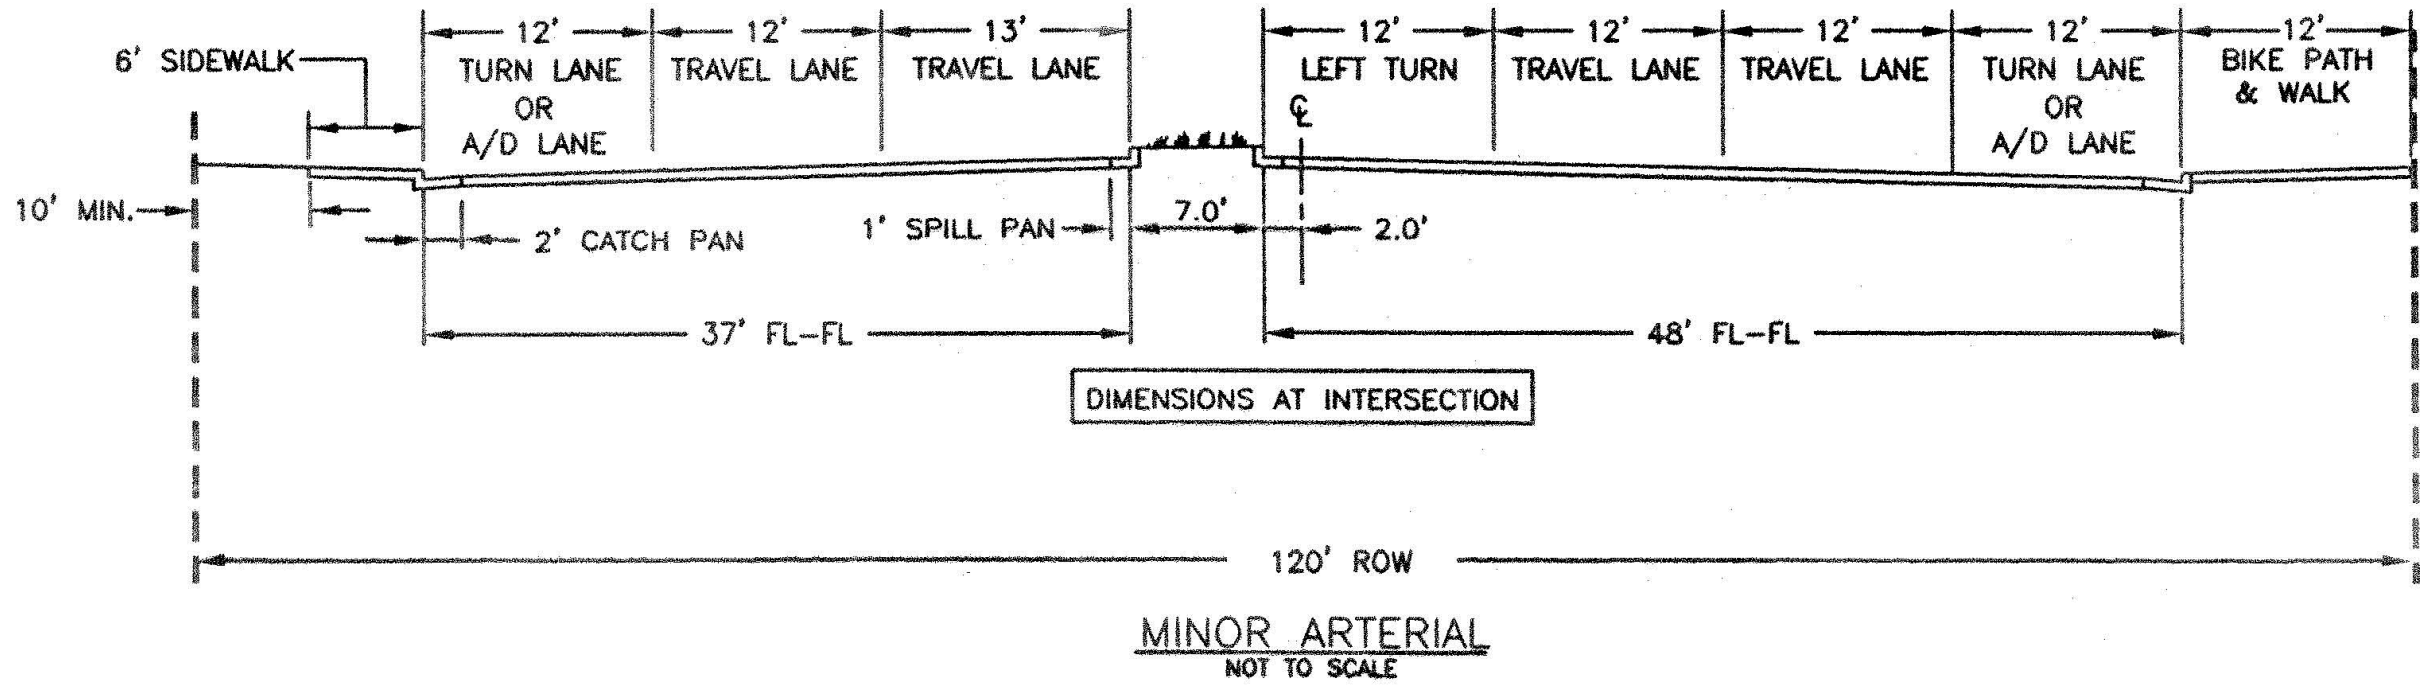 12'
12'
13'
12'
12'
12'
12'
12'
6' SIDEWALK
TURN LANE
OR
A/D LANE
TRAVEL LANE
TRAVEL LANE
LEFT TURN
TRAVEL LANE
TRAVEL LANE
TURN LANE
OR
A/D LANE
BIKE PATH
& WALK
℄
10' MIN.
2' CATCH PAN
1' SPILL PAN
7.0'
2.0'
37' FL-FL
48' FL-FL
DIMENSIONS AT INTERSECTION
120' ROW
MINOR ARTERIAL
NOT TO SCALE